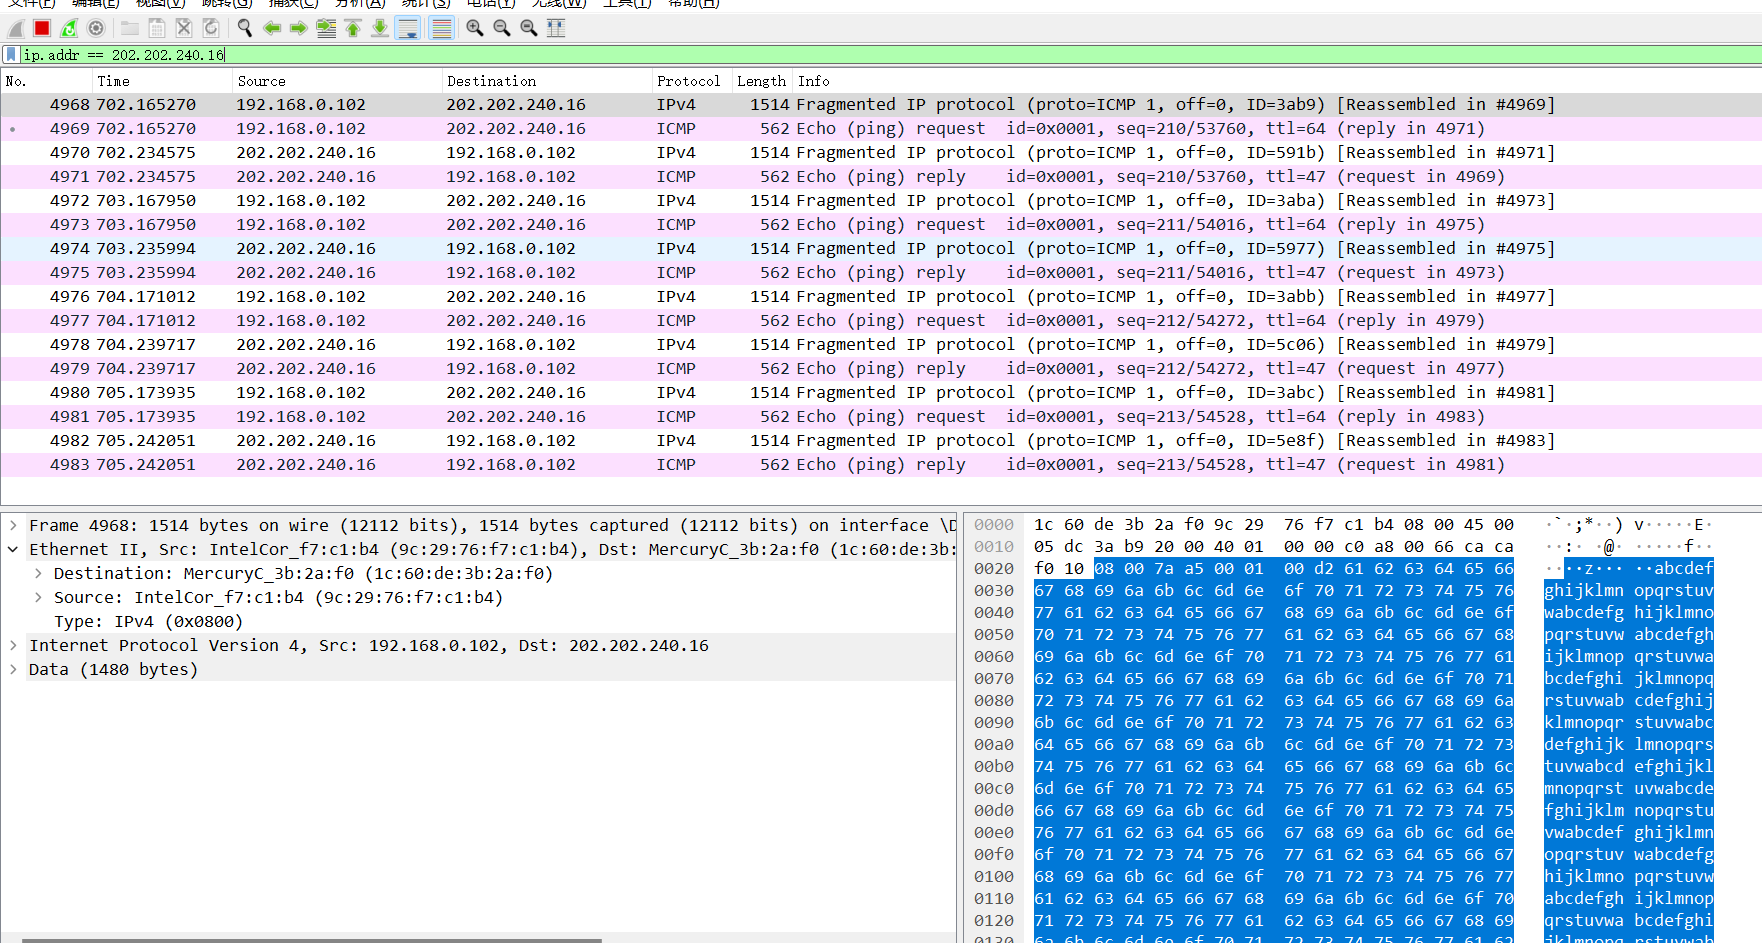 文件(F) 编辑(E) 视图(V) 跳转(G) 捕获(C) 分析(A) 统计(S) 电话(Y) 无线(W) 工具(T) 帮助(H)
ip.addr == 202.202.240.16
No. Time Source Destination Protocol Length Info
4968 702.165270 192.168.0.102 202.202.240.16 IPv4 1514 Fragmented IP protocol (proto=ICMP 1, off=0, ID=3ab9) [Reassembled in #4969]
4969 702.165270 192.168.0.102 202.202.240.16 ICMP 562 Echo (ping) request id=0x0001, seq=210/53760, ttl=64 (reply in 4971)
4970 702.234575 202.202.240.16 192.168.0.102 IPv4 1514 Fragmented IP protocol (proto=ICMP 1, off=0, ID=591b) [Reassembled in #4971]
4971 702.234575 202.202.240.16 192.168.0.102 ICMP 562 Echo (ping) reply id=0x0001, seq=210/53760, ttl=47 (request in 4969)
4972 703.167950 192.168.0.102 202.202.240.16 IPv4 1514 Fragmented IP protocol (proto=ICMP 1, off=0, ID=3aba) [Reassembled in #4973]
4973 703.167950 192.168.0.102 202.202.240.16 ICMP 562 Echo (ping) request id=0x0001, seq=211/54016, ttl=64 (reply in 4975)
4974 703.235994 202.202.240.16 192.168.0.102 IPv4 1514 Fragmented IP protocol (proto=ICMP 1, off=0, ID=5977) [Reassembled in #4975]
4975 703.235994 202.202.240.16 192.168.0.102 ICMP 562 Echo (ping) reply id=0x0001, seq=211/54016, ttl=47 (request in 4973)
4976 704.171012 192.168.0.102 202.202.240.16 IPv4 1514 Fragmented IP protocol (proto=ICMP 1, off=0, ID=3abb) [Reassembled in #4977]
4977 704.171012 192.168.0.102 202.202.240.16 ICMP 562 Echo (ping) request id=0x0001, seq=212/54272, ttl=64 (reply in 4979)
4978 704.239717 202.202.240.16 192.168.0.102 IPv4 1514 Fragmented IP protocol (proto=ICMP 1, off=0, ID=5c06) [Reassembled in #4979]
4979 704.239717 202.202.240.16 192.168.0.102 ICMP 562 Echo (ping) reply id=0x0001, seq=212/54272, ttl=47 (request in 4977)
4980 705.173935 192.168.0.102 202.202.240.16 IPv4 1514 Fragmented IP protocol (proto=ICMP 1, off=0, ID=3abc) [Reassembled in #4981]
4981 705.173935 192.168.0.102 202.202.240.16 ICMP 562 Echo (ping) request id=0x0001, seq=213/54528, ttl=64 (reply in 4983)
4982 705.242051 202.202.240.16 192.168.0.102 IPv4 1514 Fragmented IP protocol (proto=ICMP 1, off=0, ID=5e8f) [Reassembled in #4983]
4983 705.242051 202.202.240.16 192.168.0.102 ICMP 562 Echo (ping) reply id=0x0001, seq=213/54528, ttl=47 (request in 4981)
Frame 4968: 1514 bytes on wire (12112 bits), 1514 bytes captured (12112 bits) on interface \D
Ethernet II, Src: IntelCor_f7:c1:b4 (9c:29:76:f7:c1:b4), Dst: MercuryC_3b:2a:f0 (1c:60:de:3b:
Destination: MercuryC_3b:2a:f0 (1c:60:de:3b:2a:f0)
Source: IntelCor_f7:c1:b4 (9c:29:76:f7:c1:b4)
Type: IPv4 (0x0800)
Internet Protocol Version 4, Src: 192.168.0.102, Dst: 202.202.240.16
Data (1480 bytes)
0000 1c 60 de 3b 2a f0 9c 29 76 f7 c1 b4 08 00 45 00 ·`·;*··) v·····E·
0010 05 dc 3a b9 20 00 40 01 00 00 c0 a8 00 66 ca ca ··:· ·@· ·····f··
0020 f0 10 08 00 7a a5 00 01 00 d2 61 62 63 64 65 66 ····z··· ··abcdef
0030 67 68 69 6a 6b 6c 6d 6e 6f 70 71 72 73 74 75 76 ghijklmn opqrstuv
0040 77 61 62 63 64 65 66 67 68 69 6a 6b 6c 6d 6e 6f wabcdefg hijklmno
0050 70 71 72 73 74 75 76 77 61 62 63 64 65 66 67 68 pqrstuvw abcdefgh
0060 69 6a 6b 6c 6d 6e 6f 70 71 72 73 74 75 76 77 61 ijklmnop qrstuvwa
0070 62 63 64 65 66 67 68 69 6a 6b 6c 6d 6e 6f 70 71 bcdefghi jklmnopq
0080 72 73 74 75 76 77 61 62 63 64 65 66 67 68 69 6a rstuvwab cdefghij
0090 6b 6c 6d 6e 6f 70 71 72 73 74 75 76 77 61 62 63 klmnopqr stuvwabc
00a0 64 65 66 67 68 69 6a 6b 6c 6d 6e 6f 70 71 72 73 defghijk lmnopqrs
00b0 74 75 76 77 61 62 63 64 65 66 67 68 69 6a 6b 6c tuvwabcd efghijkl
00c0 6d 6e 6f 70 71 72 73 74 75 76 77 61 62 63 64 65 mnopqrst uvwabcde
00d0 66 67 68 69 6a 6b 6c 6d 6e 6f 70 71 72 73 74 75 fghijklm nopqrstu
00e0 76 77 61 62 63 64 65 66 67 68 69 6a 6b 6c 6d 6e vwabcdef ghijklmn
00f0 6f 70 71 72 73 74 75 76 77 61 62 63 64 65 66 67 opqrstuv wabcdefg
0100 68 69 6a 6b 6c 6d 6e 6f 70 71 72 73 74 75 76 77 hijklmno pqrstuvw
0110 61 62 63 64 65 66 67 68 69 6a 6b 6c 6d 6e 6f 70 abcdefgh ijklmnop
0120 71 72 73 74 75 76 77 61 62 63 64 65 66 67 68 69 qrstuvwa bcdefghi
0130 6a 6b 6c 6d 6e 6f 70 71 72 73 74 75 76 77 61 62 jklmnopq rstuvwab